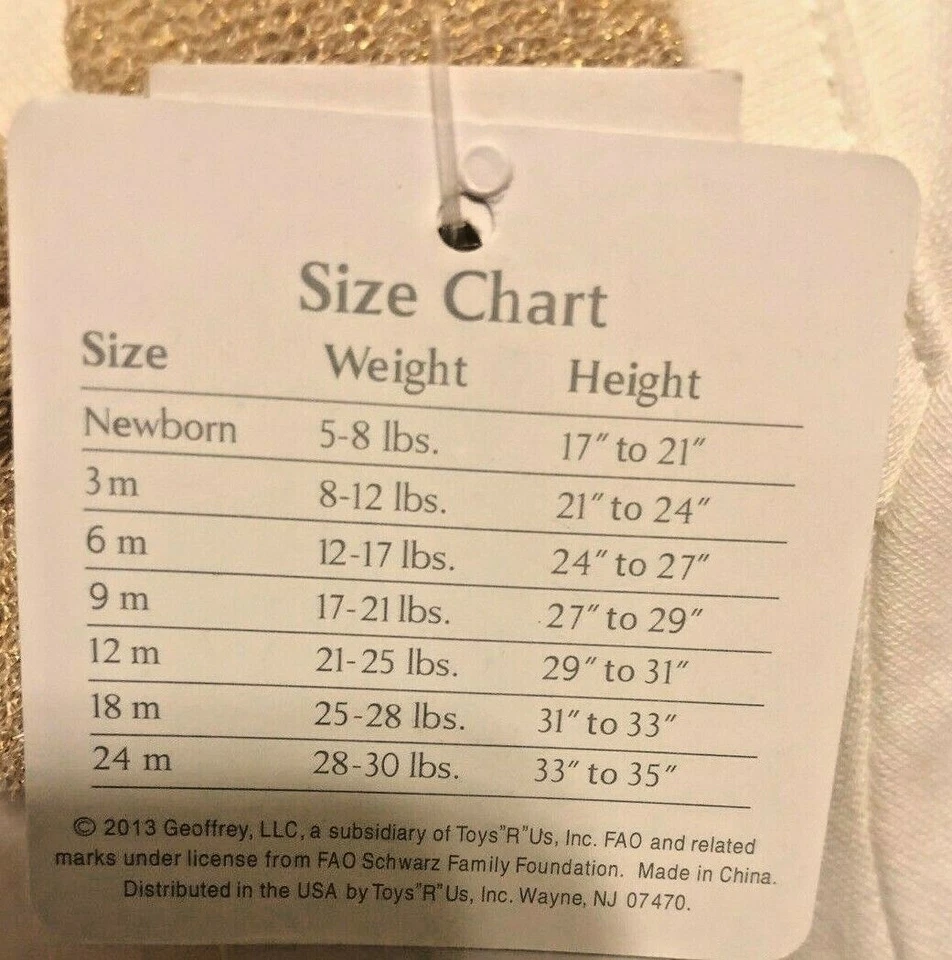 Size Chart
Size Weight Height
Newborn 5-8 lbs. 17" to 21"
3 m 8-12 lbs. 21" to 24"
6 m 12-17 lbs. 24" to 27"
9 m 17-21 lbs. 27" to 29"
12 m 21-25 lbs. 29" to 31"
18 m 25-28 lbs. 31" to 33"
24 m 28-30 lbs. 33" to 35"
© 2013 Geoffrey, LLC, a subsidiary of Toys"R"Us, Inc. FAO and related
marks under license from FAO Schwarz Family Foundation. Made in China.
Distributed in the USA by Toys"R"Us, Inc. Wayne, NJ 07470.